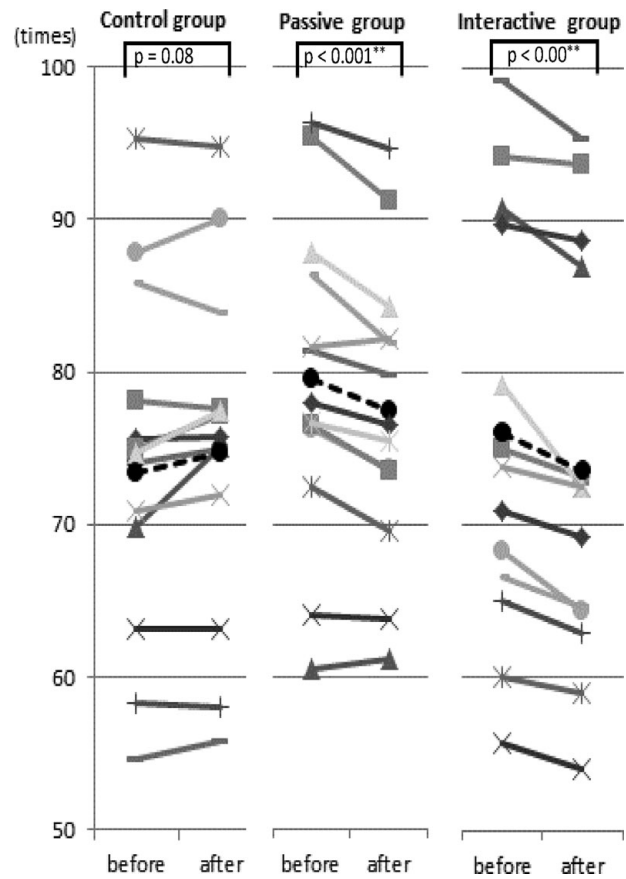 Control group Passive group Interactive group
(times)
p = 0.08 p < 0.001** p < 0.00**
100
90
80
70
60
50
before after before after before after